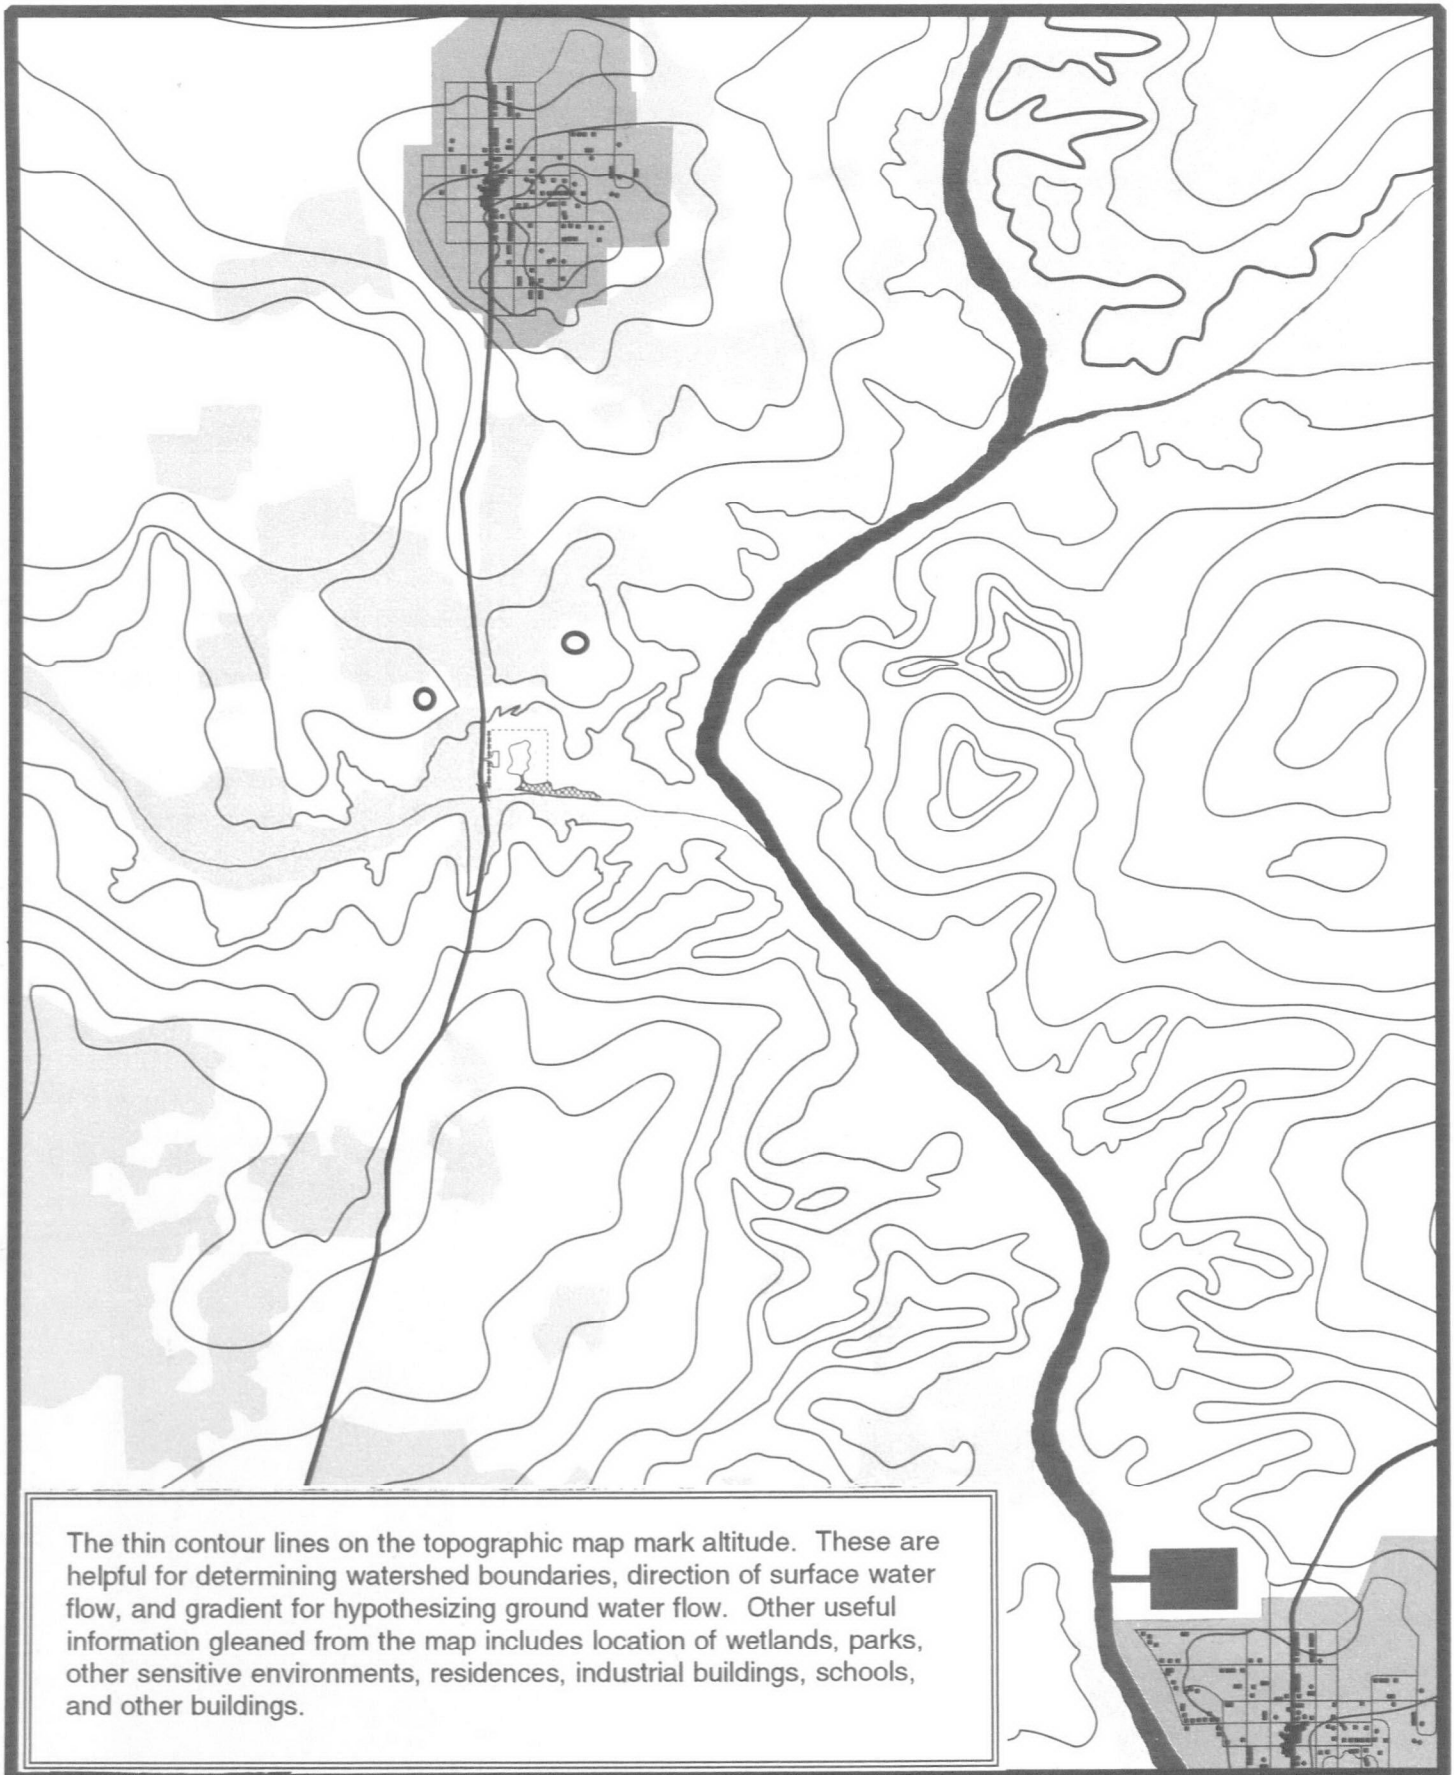 The thin contour lines on the topographic map mark altitude.  These are
helpful for determining watershed boundaries, direction of surface water
flow, and gradient for hypothesizing ground water flow.  Other useful
information gleaned from the map includes location of wetlands, parks,
other sensitive environments, residences, industrial buildings, schools,
and other buildings.